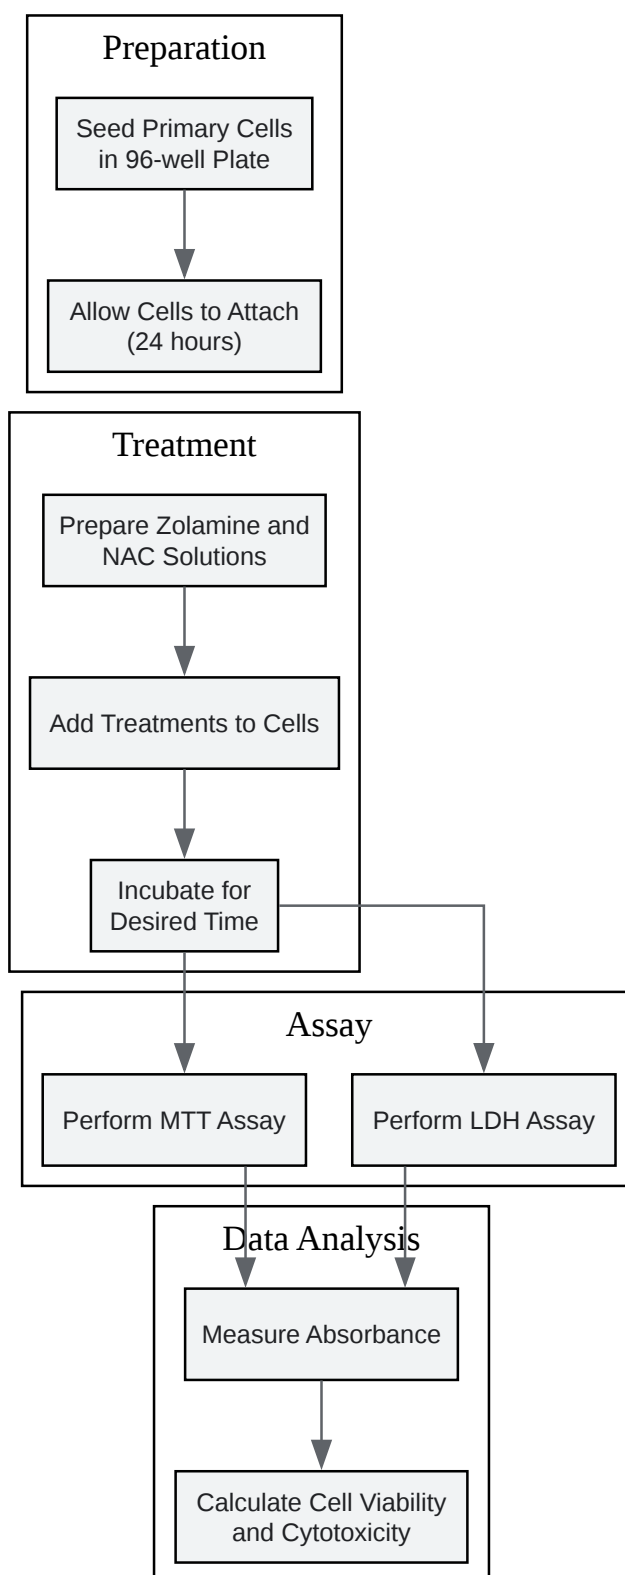 Preparation
Seed Primary Cells
in 96-well Plate
Allow Cells to Attach
(24 hours)
Treatment
Prepare Zolamine and
NAC Solutions
Add Treatments to Cells
Incubate for
Desired Time
Assay
Perform MTT Assay
Perform LDH Assay
Data Analysis
Measure Absorbance
Calculate Cell Viability
and Cytotoxicity